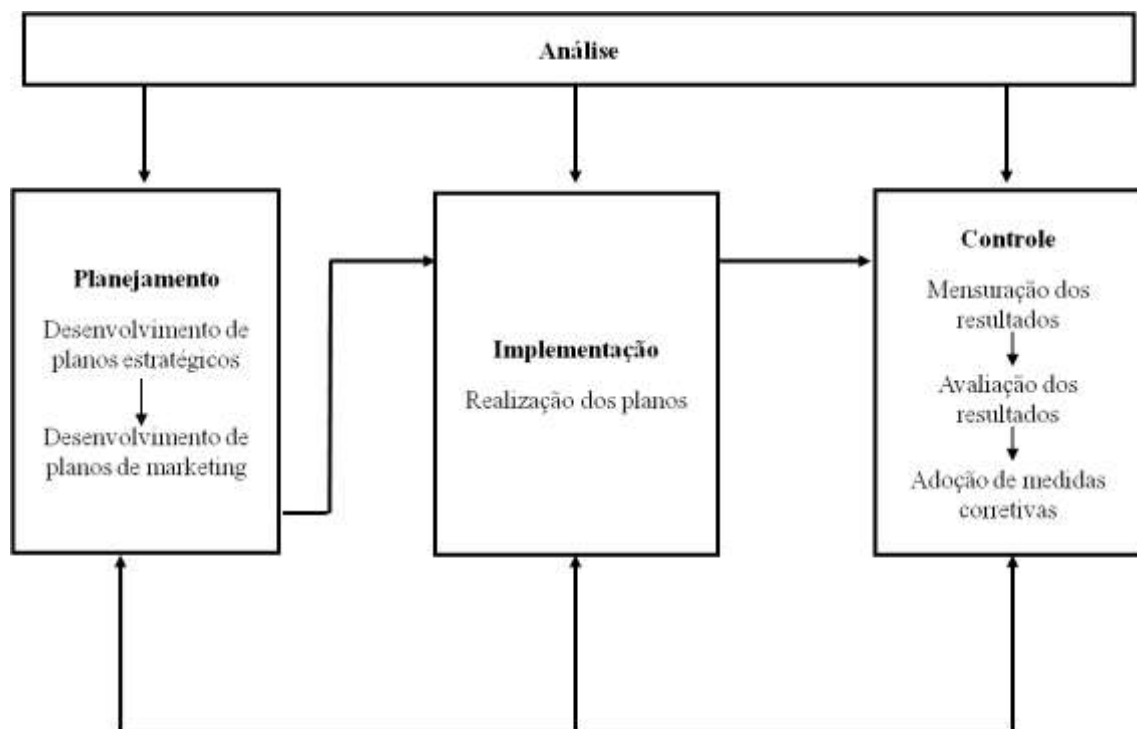 Análise
Planejamento
Desenvolvimento de
planos estratégicos
Desenvolvimento de
planos de marketing
Implementação
Realização dos planos
Controle
Mensuração dos
resultados
Avaliação dos
resultados
Adoção de medidas
corretivas